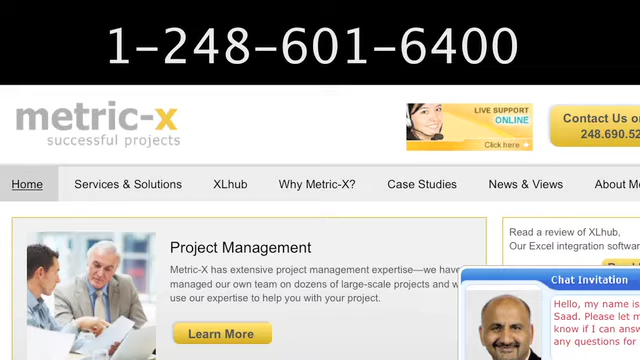 1-248-601-6400
metric-x
successful projects
LIVE SUPPORT
ONLINE
Click here
Contact Us or
248.690.52
Home
Services & Solutions
XLhub
Why Metric-X?
Case Studies
News & Views
About Me
Project Management
Metric-X has extensive project management expertise—we have
managed our own team on dozens of large-scale projects and w
use our expertise to help you with your project.
Learn More
Read a review of XLhub,
Our Excel integration software
Chat Invitation
Hello, my name is
Saad. Please let m
know if I can answ
any questions for